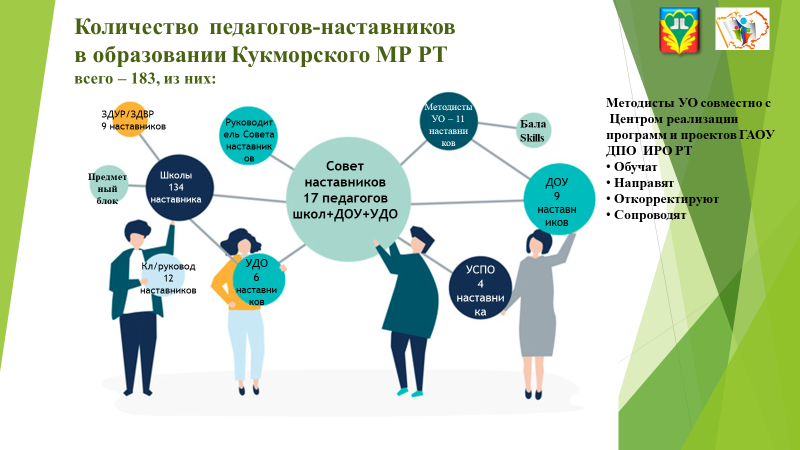 Количество педагогов-наставников
в образовании Кукморского МР РТ
всего – 183, из них:
ЗДУР/ЗДВР
9 наставников
Руководит
ель Совета
наставник
ов
Методисты
УО – 11
наставни
ков
Бала
Skills
Предмет
ный
блок
Школы
134
наставника
Совет
наставников
17 педагогов
школ+ДОУ+УДО
ДОУ
9
наставн
иков
Кл/руковод
12
наставников
УДО
6
наставни
ков
УСПО
4
наставни
ка
Методисты УО совместно с
Центром реализации
программ и проектов ГАОУ
ДПО ИРО РТ
• Обучат
• Направят
• Откорректируют
• Сопроводят